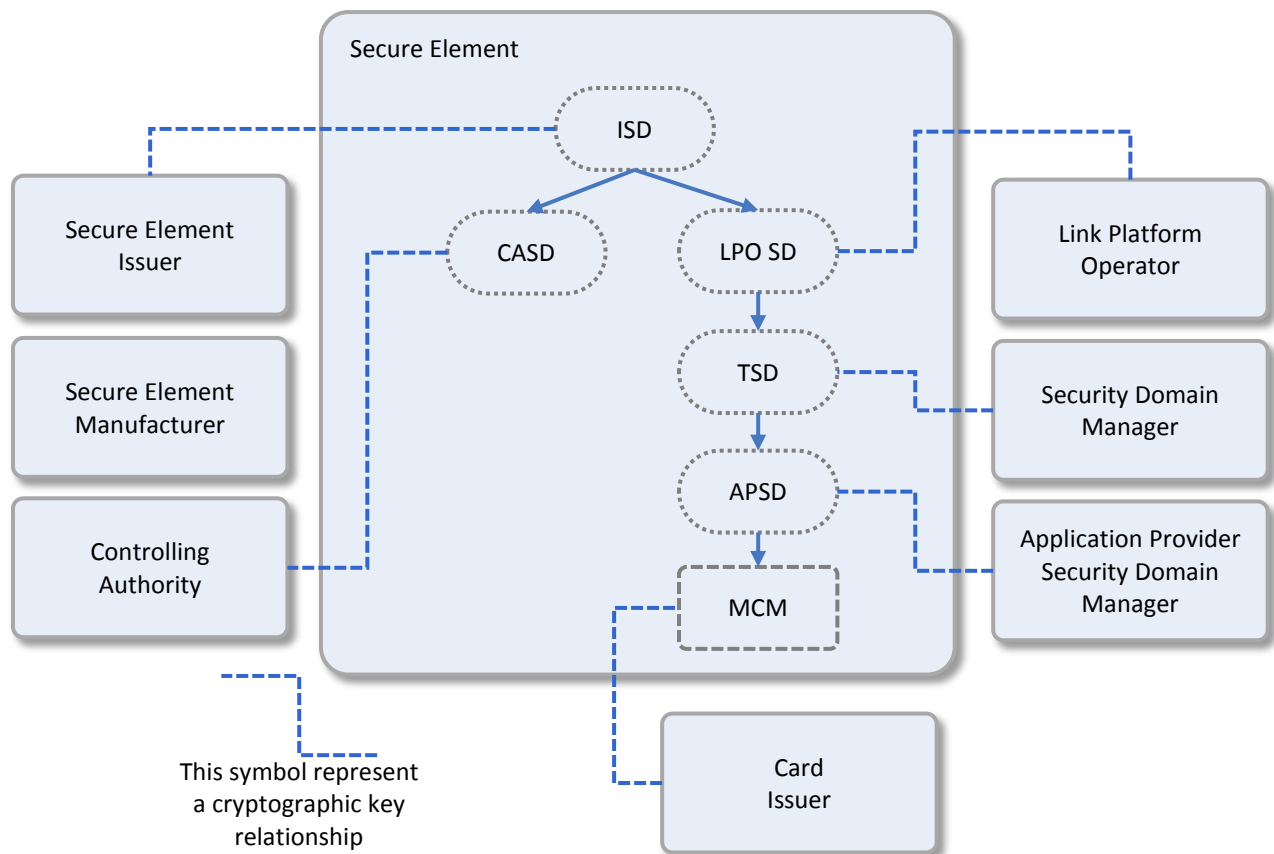 Secure Element
ISD
Secure Element
Issuer
CASD
LPO SD
Link Platform
Operator
Secure Element
Manufacturer
TSD
Security Domain
Manager
Controlling
Authority
APSD
Application Provider
Security Domain
Manager
MCM
This symbol represent
a cryptographic key
relationship
Card
Issuer